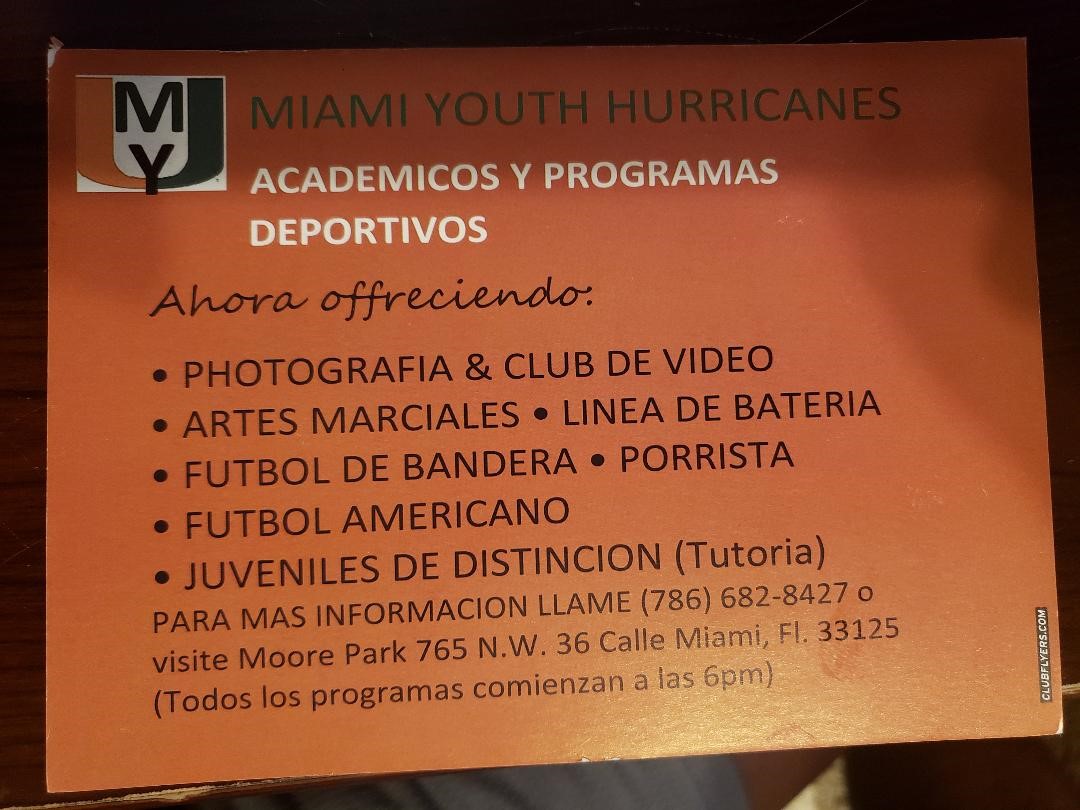 MY
MIAMI YOUTH HURRICANES
ACADEMICOS Y PROGRAMAS
DEPORTIVOS
Ahora offreciendo:
• PHOTOGRAFIA & CLUB DE VIDEO
• ARTES MARCIALES • LINEA DE BATERIA
• FUTBOL DE BANDERA • PORRISTA
• FUTBOL AMERICANO
• JUVENILES DE DISTINCION (Tutoria)
PARA MAS INFORMACION LLAME (786) 682-8427 o
visite Moore Park 765 N.W. 36 Calle Miami, Fl. 33125
(Todos los programas comienzan a las 6pm)
CLUBFLYERS.COM